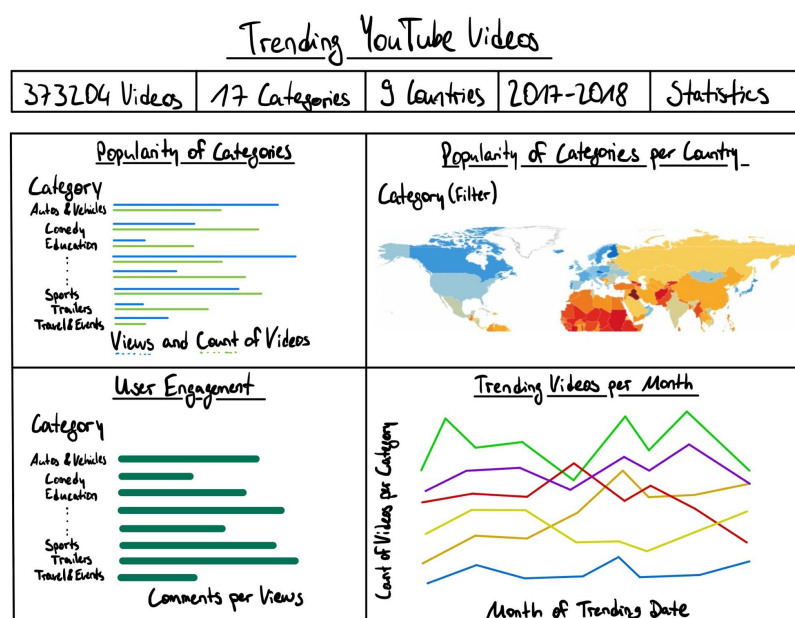 Trending YouTube Videos
373204 Videos
17 Categories
9 Countries
2017-2018
Statistics
Popularity of Categories
Category
Autos & Vehicles
Comedy
Education
Sports
Trailers
Travel & Events
Views and Count of Videos
Popularity of Categories per Country
Category (Filter)
User Engagement
Category
Autos & Vehicles
Comedy
Education
Sports
Trailers
Travel & Events
Comments per Views
Trending Videos per Month
Count of Videos per Category
Month of Trending Date